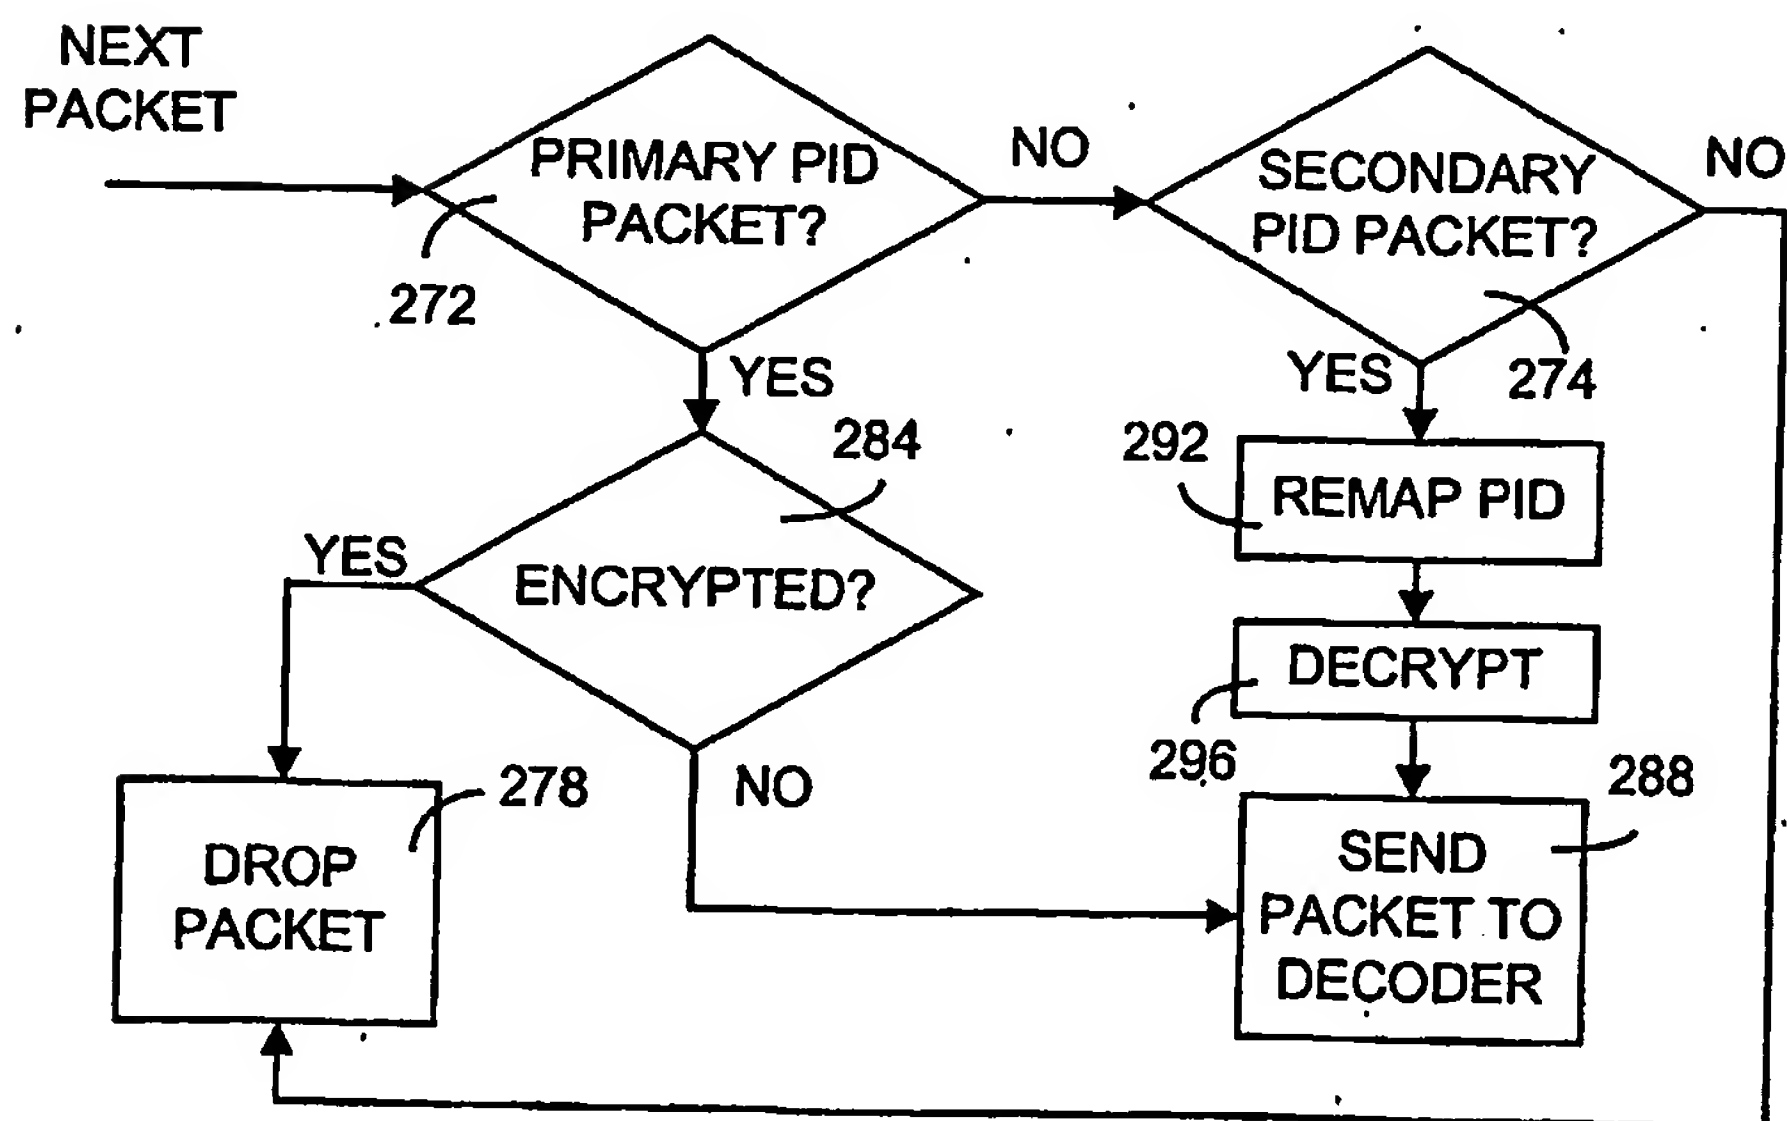 NEXT
PACKET
PRIMARY PID
PACKET?
272
NO
SECONDARY
PID PACKET?
274
NO
YES
284
ENCRYPTED?
YES
NO
YES
292
REMAP PID
DECRYPT
296
278
DROP
PACKET
288
SEND
PACKET TO
DECODER